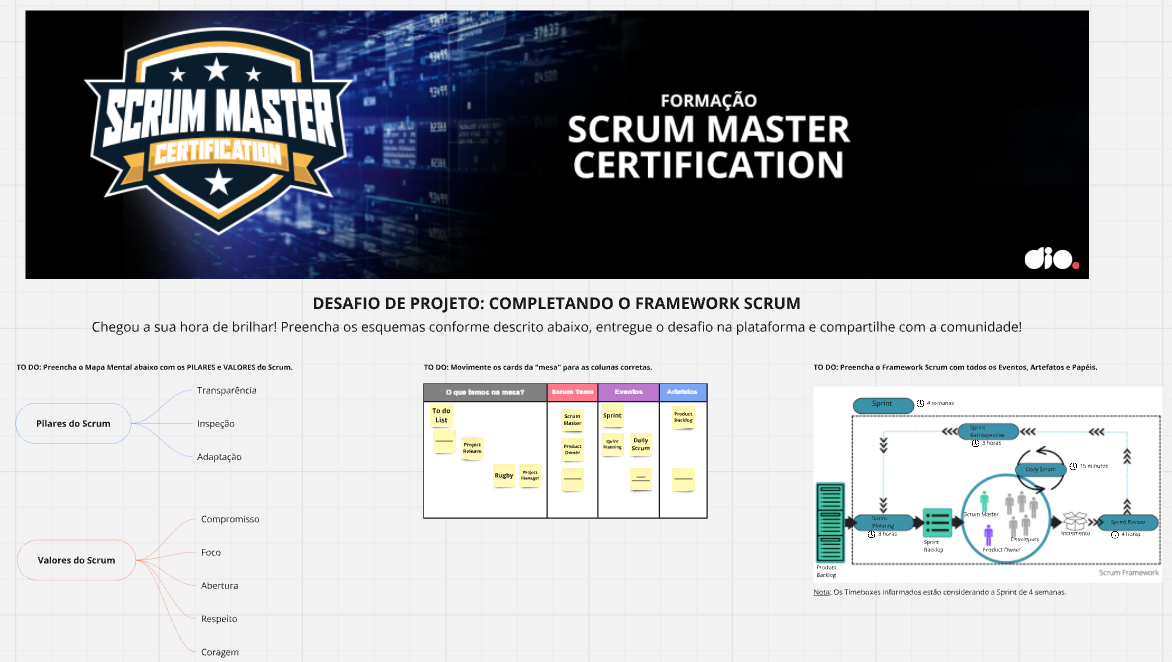 SCRUM MASTER
CERTIFICATION
FORMAÇÃO
SCRUM MASTER
CERTIFICATION
dio.
DESAFIO DE PROJETO: COMPLETANDO O FRAMEWORK SCRUM
Chegou a sua hora de brilhar! Preencha os esquemas conforme descrito abaixo, entregue o desafio na plataforma e compartilhe com a comunidade!
TO DO: Preencha o Mapa Mental abaixo com os PILARES e VALORES do Scrum.
Pilares do Scrum
Transparência
Inspeção
Adaptação
Valores do Scrum
Compromisso
Foco
Abertura
Respeito
Coragem
TO DO: Movimente os cards da "mesa" para as colunas corretas.
O que temos na mesa?
Scrum Team
Eventos
Artefatos
To do
List
Project
Release
Rugby
Project
Manager
Scrum
Master
Product
Owner
Sprint
Sprint
Planning
Daily
Scrum
Product
Backlog
TO DO: Preencha o Framework Scrum com todos os Eventos, Artefatos e Papéis.
Sprint
4 semanas
Sprint
Retrospective
3 horas
Daily Scrum
15 minutos
Scrum Master
Developers
Product Owner
Sprint
Planning
8 horas
Sprint
Backlog
Incremento
Sprint Review
4 horas
Product
Backlog
Scrum Framework
Nota: Os Timeboxes informados estão considerando a Sprint de 4 semanas.